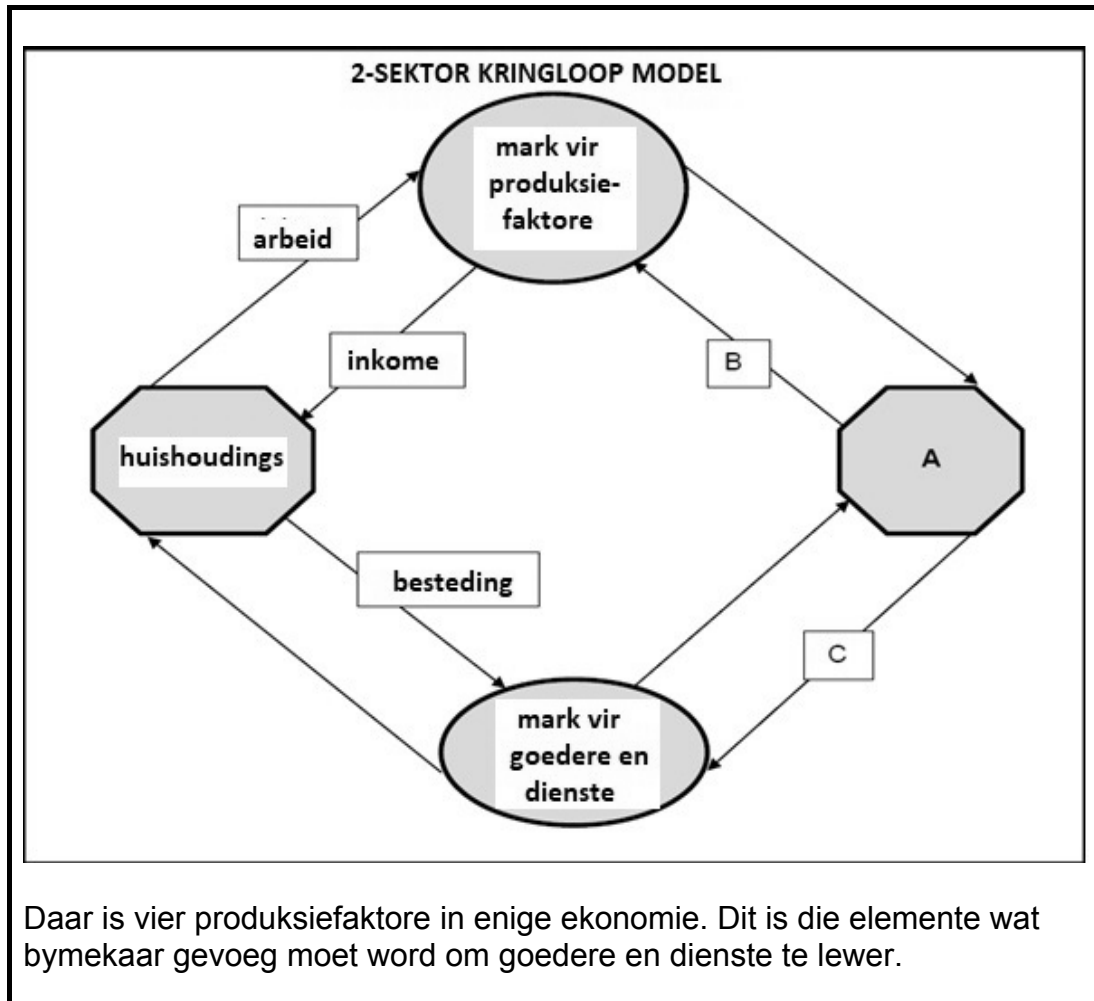 2-SEKTOR KRINGLOOP MODEL
mark vir
produksie-
faktore
arbeid
inkome
B
huishoudings
A
besteding
C
mark vir
goedere en
dienste
Daar is vier produksiefaktore in enige ekonomie. Dit is die elemente wat
bymekaar gevoeg moet word om goedere en dienste te lewer.